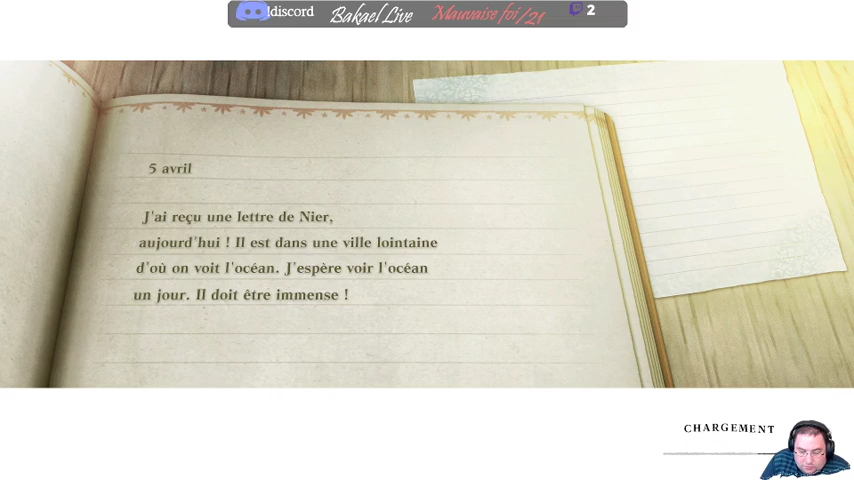 !discord Bakael Live Mauvaise foi/21 2
5 avril
J'ai reçu une lettre de Nier,
aujourd'hui ! Il est dans une ville lointaine
d'où on voit l'océan. J'espère voir l'océan
un jour. Il doit être immense !
CHARGEMENT